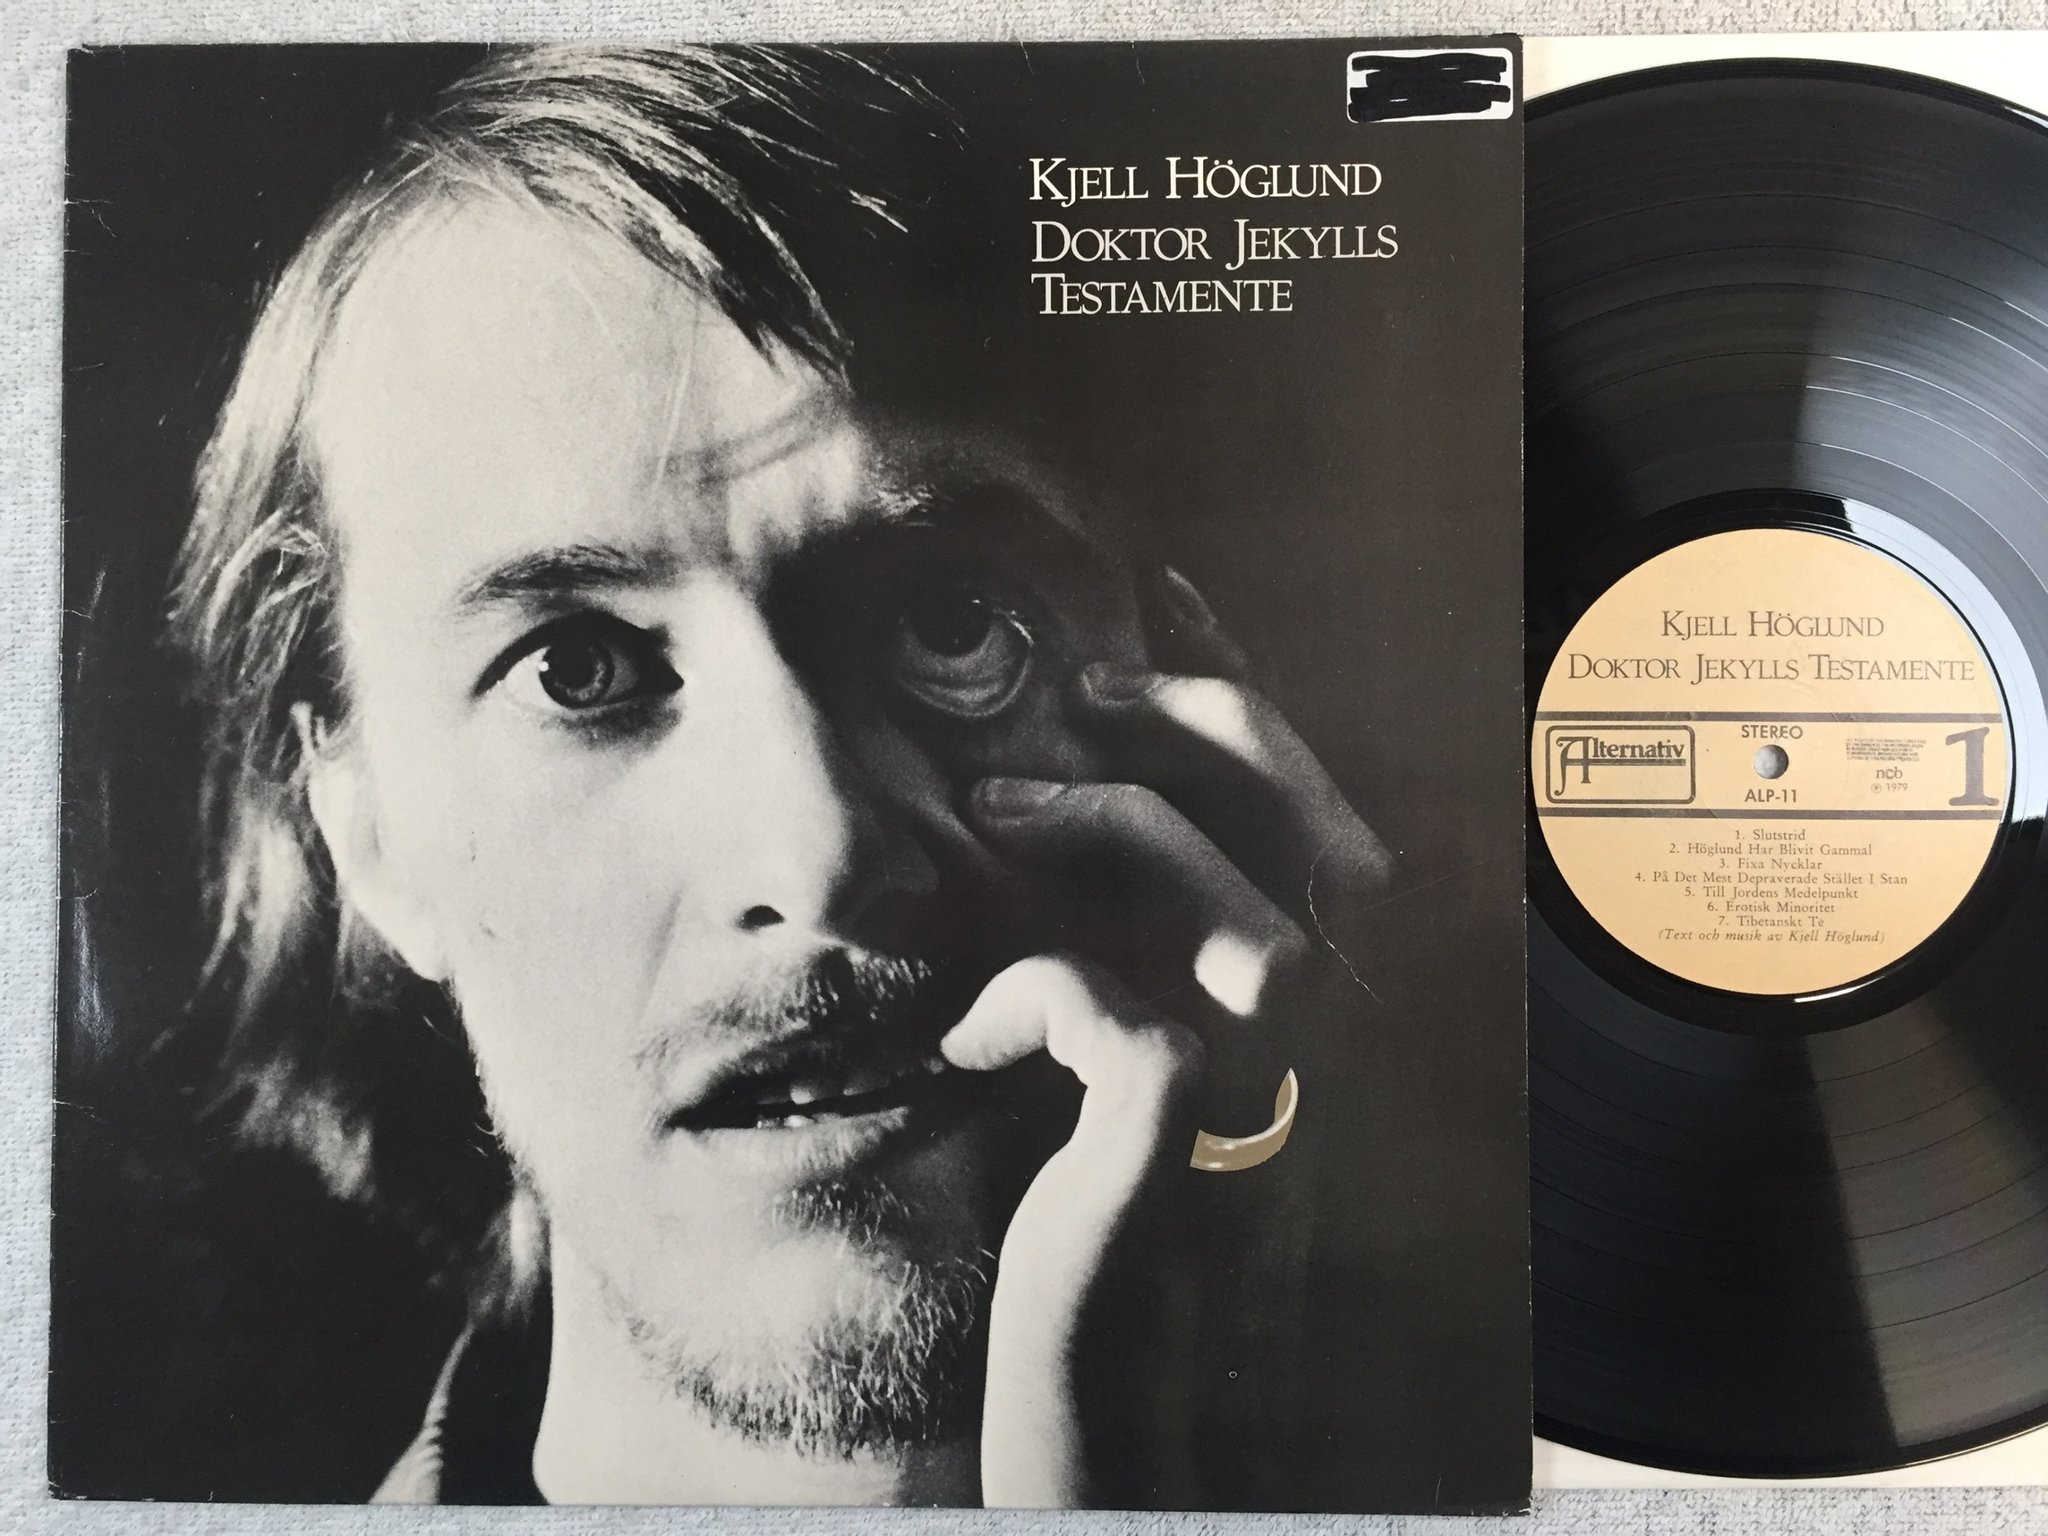 KJELL HÖGLUND
DOKTOR JEKYLLS
TESTAMENTE
KJELL HÖGLUND
DOKTOR JEKYLLS TESTAMENTE
Alternativ
STEREO
ALP-11
ncb
℗ 1979
1
1. Slutstrid
2. Höglund Har Blivit Gammal
3. Fixa Nycklar
4. På Det Mest Depraverade Stället I Stan
5. Till Jordens Medelpunkt
6. Erotisk Minoritet
7. Tibetanskt Te
(Text och musik av Kjell Höglund)